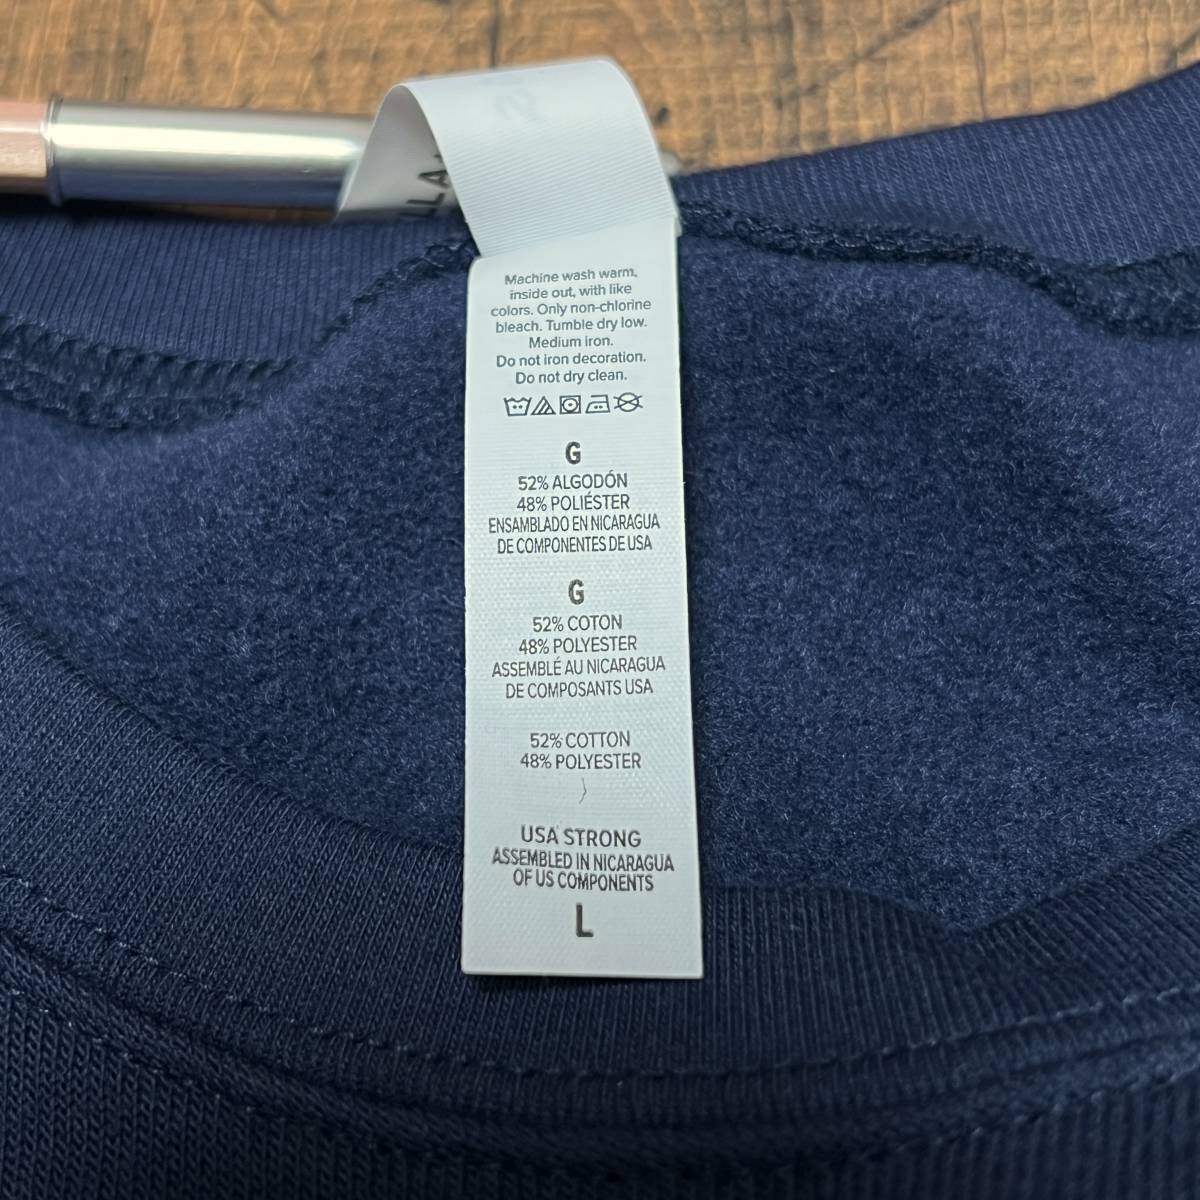 LLA
Machine wash warm,
inside out, with like
colors. Only non-chlorine
bleach. Tumble dry low.
Medium iron.
Do not iron decoration.
Do not dry clean.
G
52% ALGODÓN
48% POLIÉSTER
ENSAMBLADO EN NICARAGUA
DE COMPONENTES DE USA
G
52% COTON
48% POLYESTER
ASSEMBLÉ AU NICARAGUA
DE COMPOSANTS USA
52% COTTON
48% POLYESTER
USA STRONG
ASSEMBLED IN NICARAGUA
OF US COMPONENTS
L